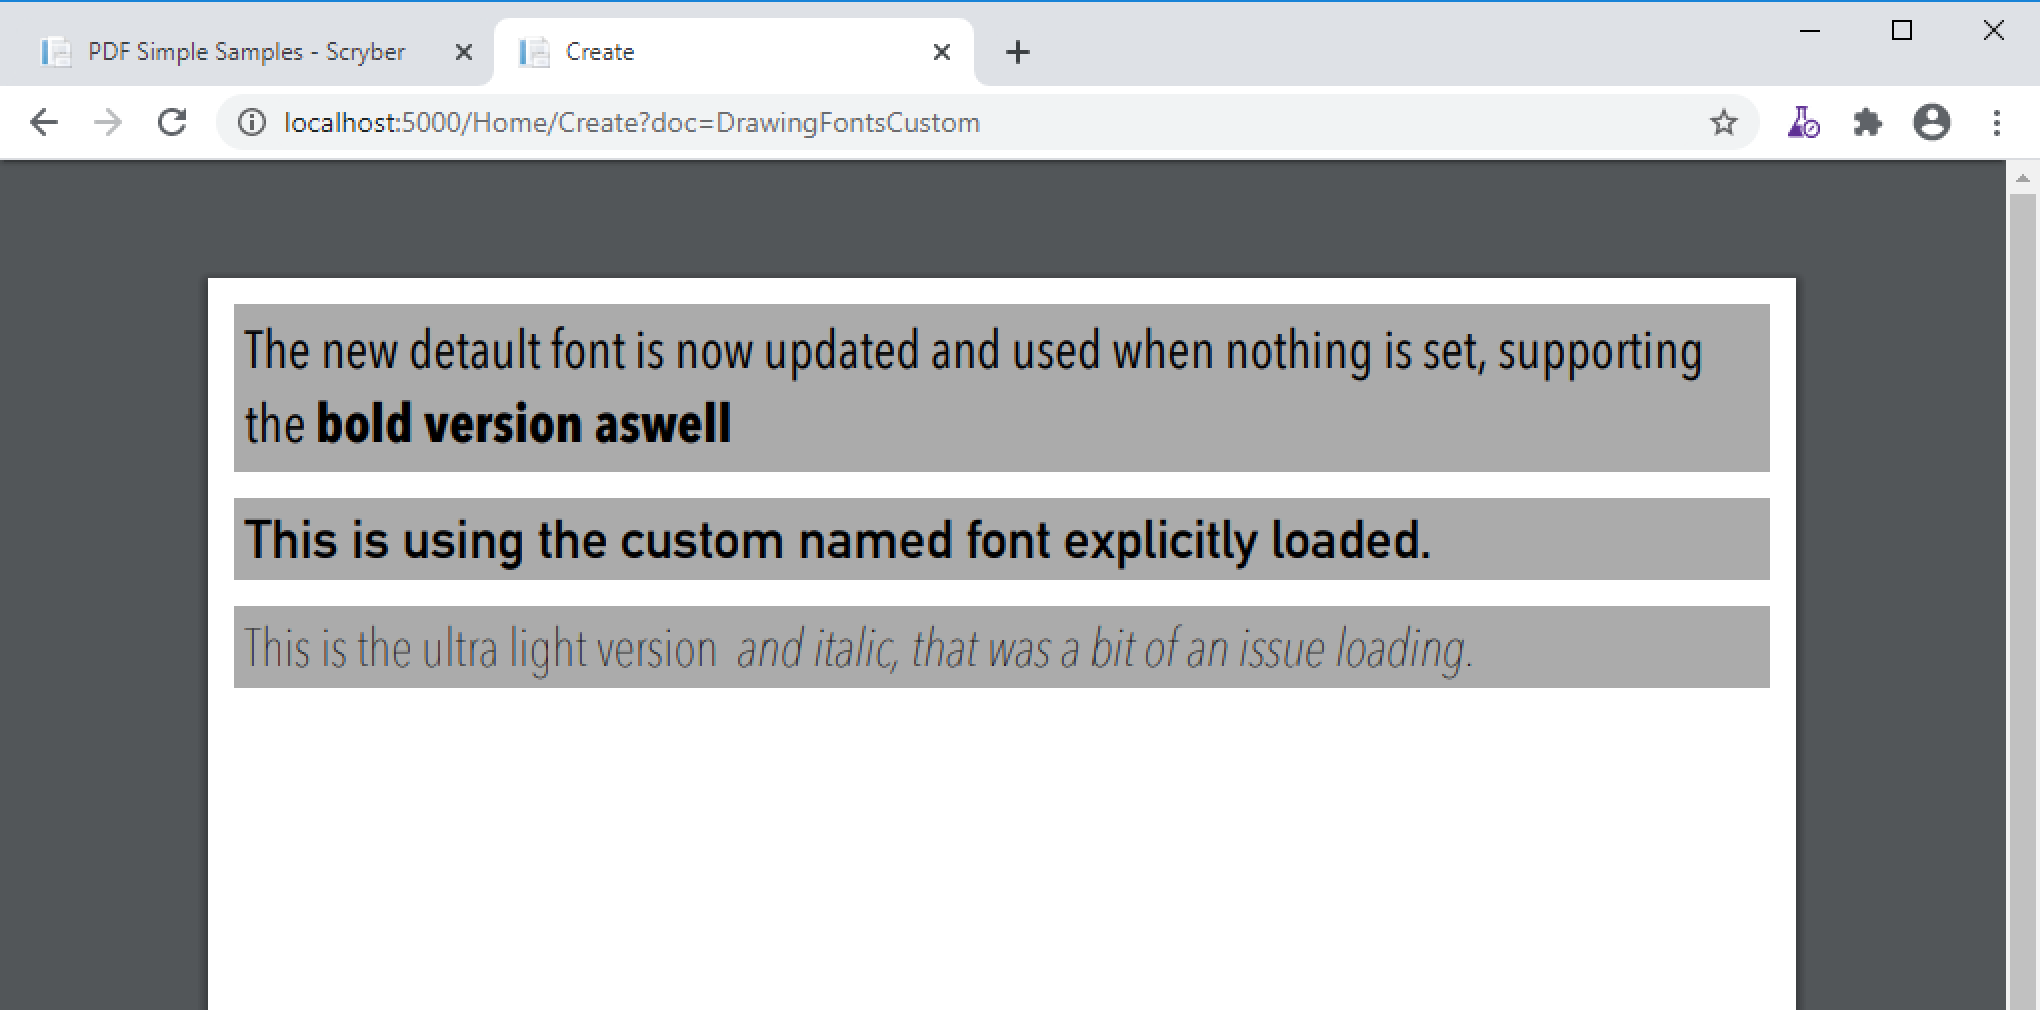 PDF Simple Samples - Scryber
Create
localhost:5000/Home/Create?doc=DrawingFontsCustom
The new detault font is now updated and used when nothing is set, supporting
the bold version aswell
This is using the custom named font explicitly loaded.
This is the ultra light version and italic, that was a bit of an issue loading.